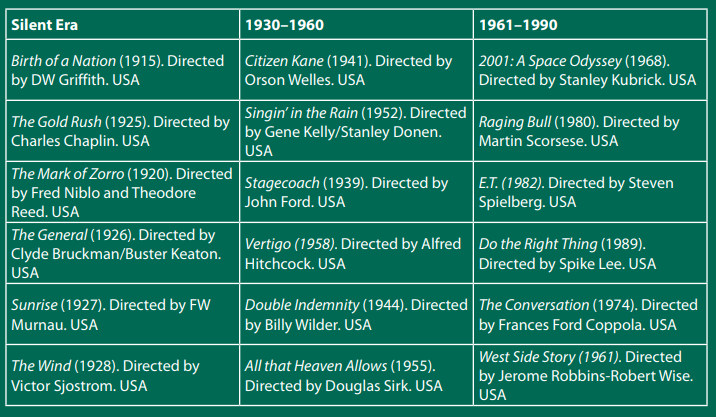 Silent Era
1930–1960
1961–1990
Birth of a Nation (1915). Directed
by DW Griffith. USA
Citizen Kane (1941). Directed by
Orson Welles. USA
2001: A Space Odyssey (1968).
Directed by Stanley Kubrick. USA
The Gold Rush (1925). Directed by
Charles Chaplin. USA
Singin’ in the Rain (1952). Directed
by Gene Kelly/Stanley Donen.
USA
Raging Bull (1980). Directed by
Martin Scorsese. USA
The Mark of Zorro (1920). Directed
by Fred Niblo and Theodore
Reed. USA
Stagecoach (1939). Directed by
John Ford. USA
E.T. (1982). Directed by Steven
Spielberg. USA
The General (1926). Directed by
Clyde Bruckman/Buster Keaton.
USA
Vertigo (1958). Directed by Alfred
Hitchcock. USA
Do the Right Thing (1989).
Directed by Spike Lee. USA
Sunrise (1927). Directed by FW
Murnau. USA
Double Indemnity (1944). Directed
by Billy Wilder. USA
The Conversation (1974). Directed
by Frances Ford Coppola. USA
The Wind (1928). Directed by
Victor Sjostrom. USA
All that Heaven Allows (1955).
Directed by Douglas Sirk. USA
West Side Story (1961). Directed
by Jerome Robbins-Robert Wise.
USA